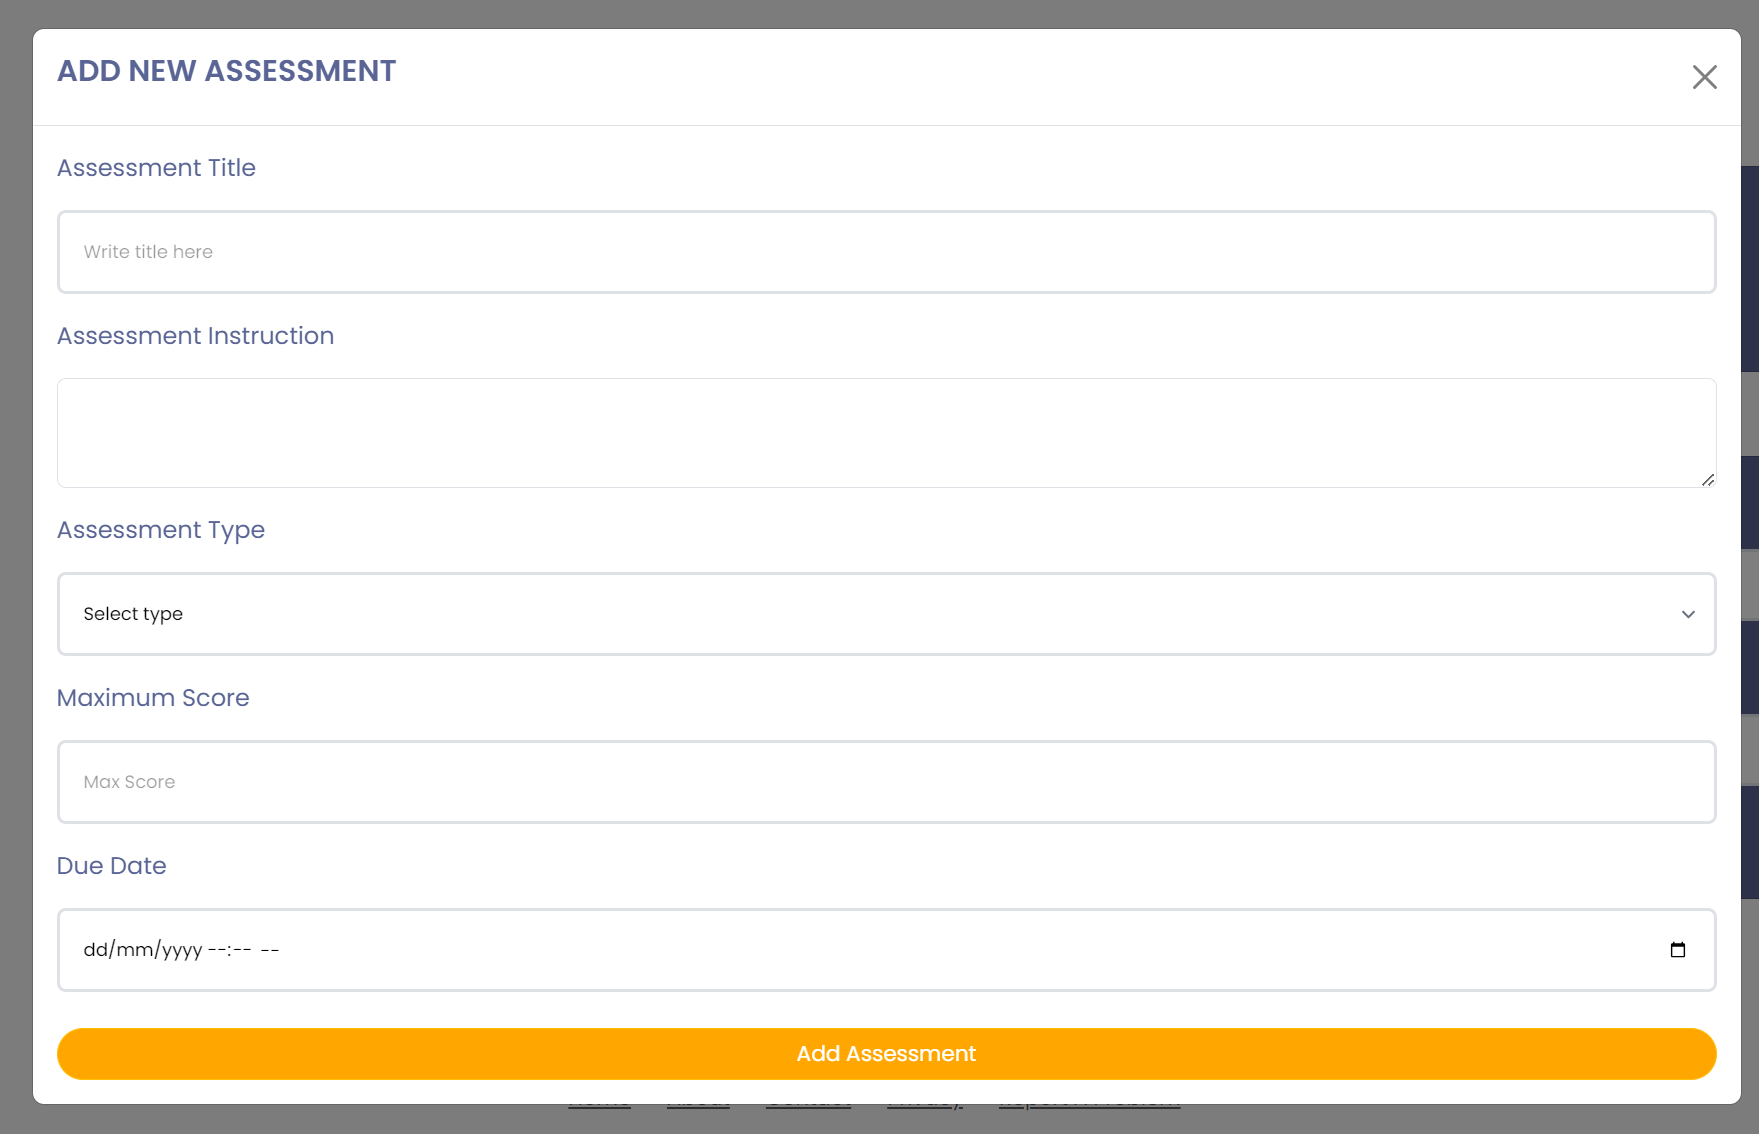 ADD NEW ASSESSMENT
Assessment Title
Write title here
Assessment Instruction
Assessment Type
Select type
Maximum Score
Max Score
Due Date
dd/mm/yyyy --:-- --
Add Assessment